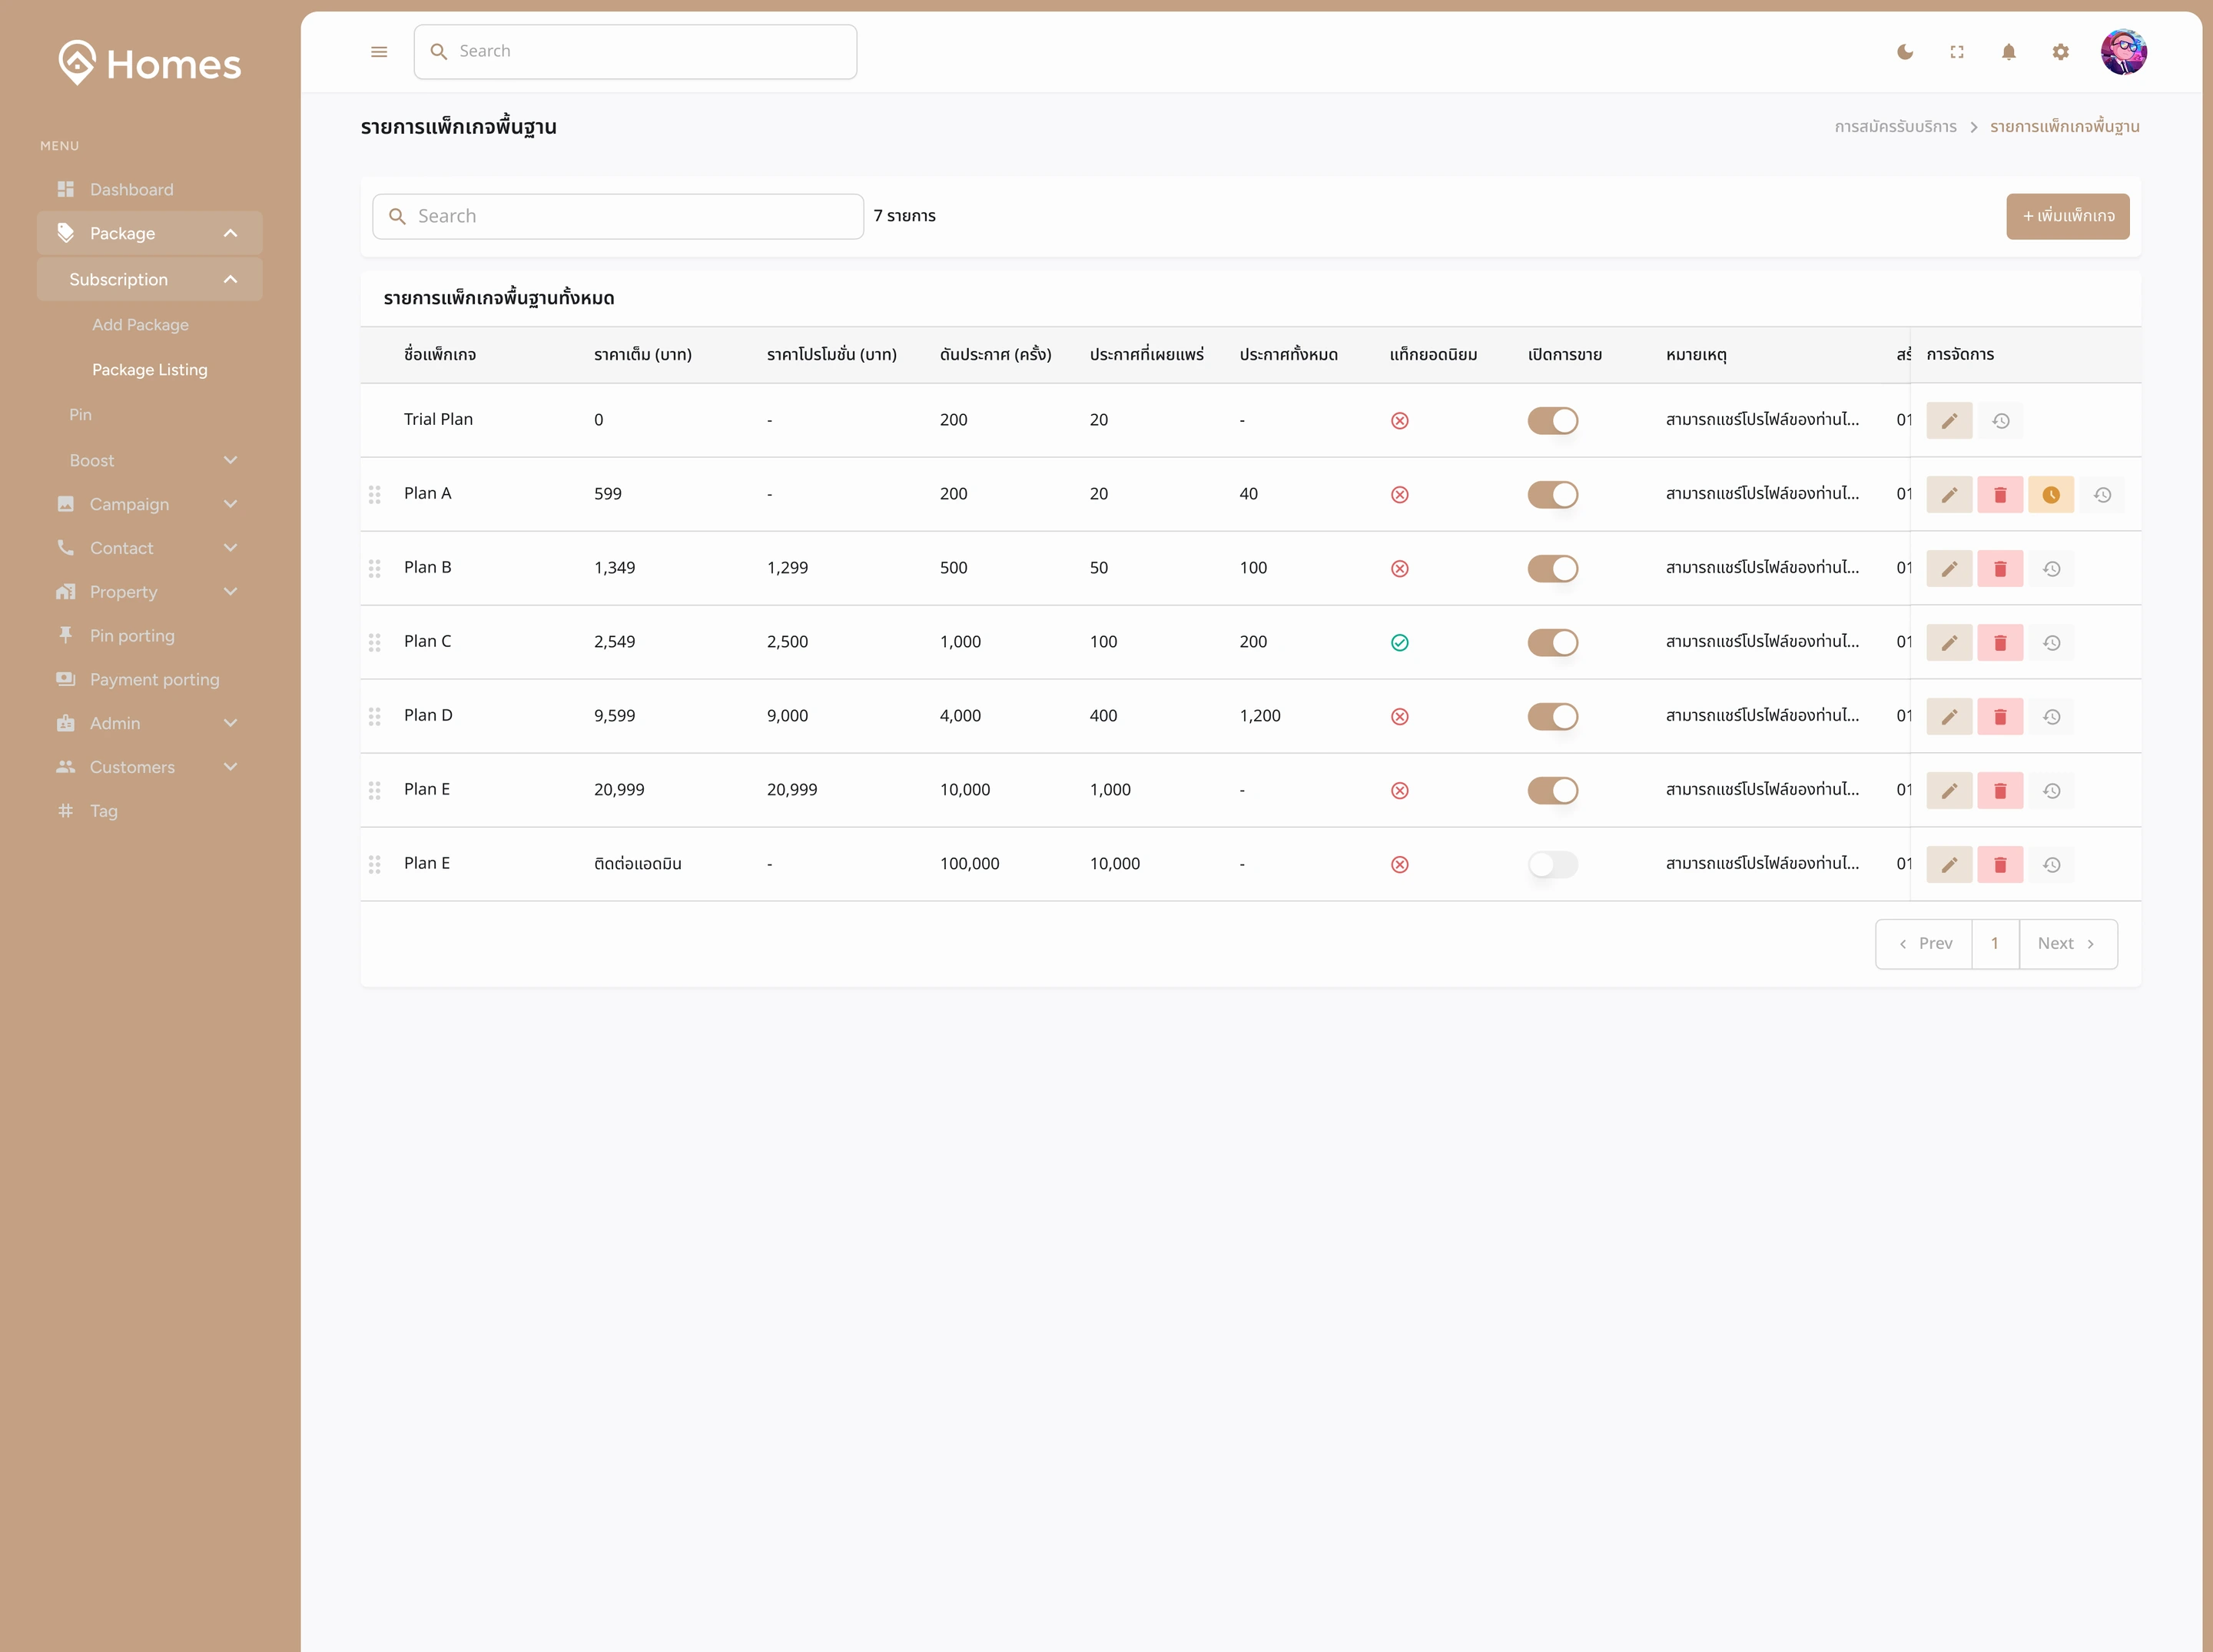 Homes
Search
MENU
Dashboard
Package
Subscription
Add Package
Package Listing
Pin
Boost
Campaign
Contact
Property
Pin porting
Payment porting
Admin
Customers
Tag
รายการแพ็กเกจพื้นฐาน
การสมัครรับบริการ > รายการแพ็กเกจพื้นฐาน
Search 7 รายการ + เพิ่มแพ็กเกจ
รายการแพ็กเกจพื้นฐานทั้งหมด
ชื่อแพ็กเกจ ราคาเต็ม (บาท) ราคาโปรโมชั่น (บาท) ดันประกาศ (ครั้ง) ประกาศที่เผยแพร่ ประกาศทั้งหมด แท็กยอดนิยม เปิดการขาย หมายเหตุ การจัดการ
Trial Plan 0 - 200 20 - สามารถแชร์โปรไฟล์ของท่านไ... 01
Plan A 599 - 200 20 40 สามารถแชร์โปรไฟล์ของท่านไ... 01
Plan B 1,349 1,299 500 50 100 สามารถแชร์โปรไฟล์ของท่านไ... 01
Plan C 2,549 2,500 1,000 100 200 สามารถแชร์โปรไฟล์ของท่านไ... 01
Plan D 9,599 9,000 4,000 400 1,200 สามารถแชร์โปรไฟล์ของท่านไ... 01
Plan E 20,999 20,999 10,000 1,000 - สามารถแชร์โปรไฟล์ของท่านไ... 01
Plan E ติดต่อแอดมิน - 100,000 10,000 - สามารถแชร์โปรไฟล์ของท่านไ... 01
Prev 1 Next